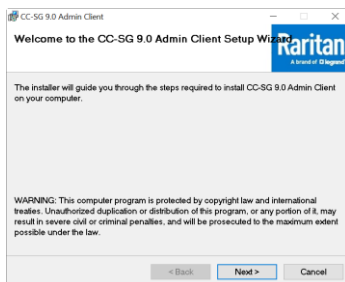 CC-SG 9.0 Admin Client
Welcome to the CC-SG 9.0 Admin Client Setup Wizard
Raritan
A brand of legrand
The installer will guide you through the steps required to install CC-SG 9.0 Admin Client
on your computer.
WARNING: This computer program is protected by copyright law and international
treaties. Unauthorized duplication or distribution of this program, or any portion of it, may
result in severe civil or criminal penalties, and will be prosecuted to the maximum extent
possible under the law.
< Back
Next >
Cancel